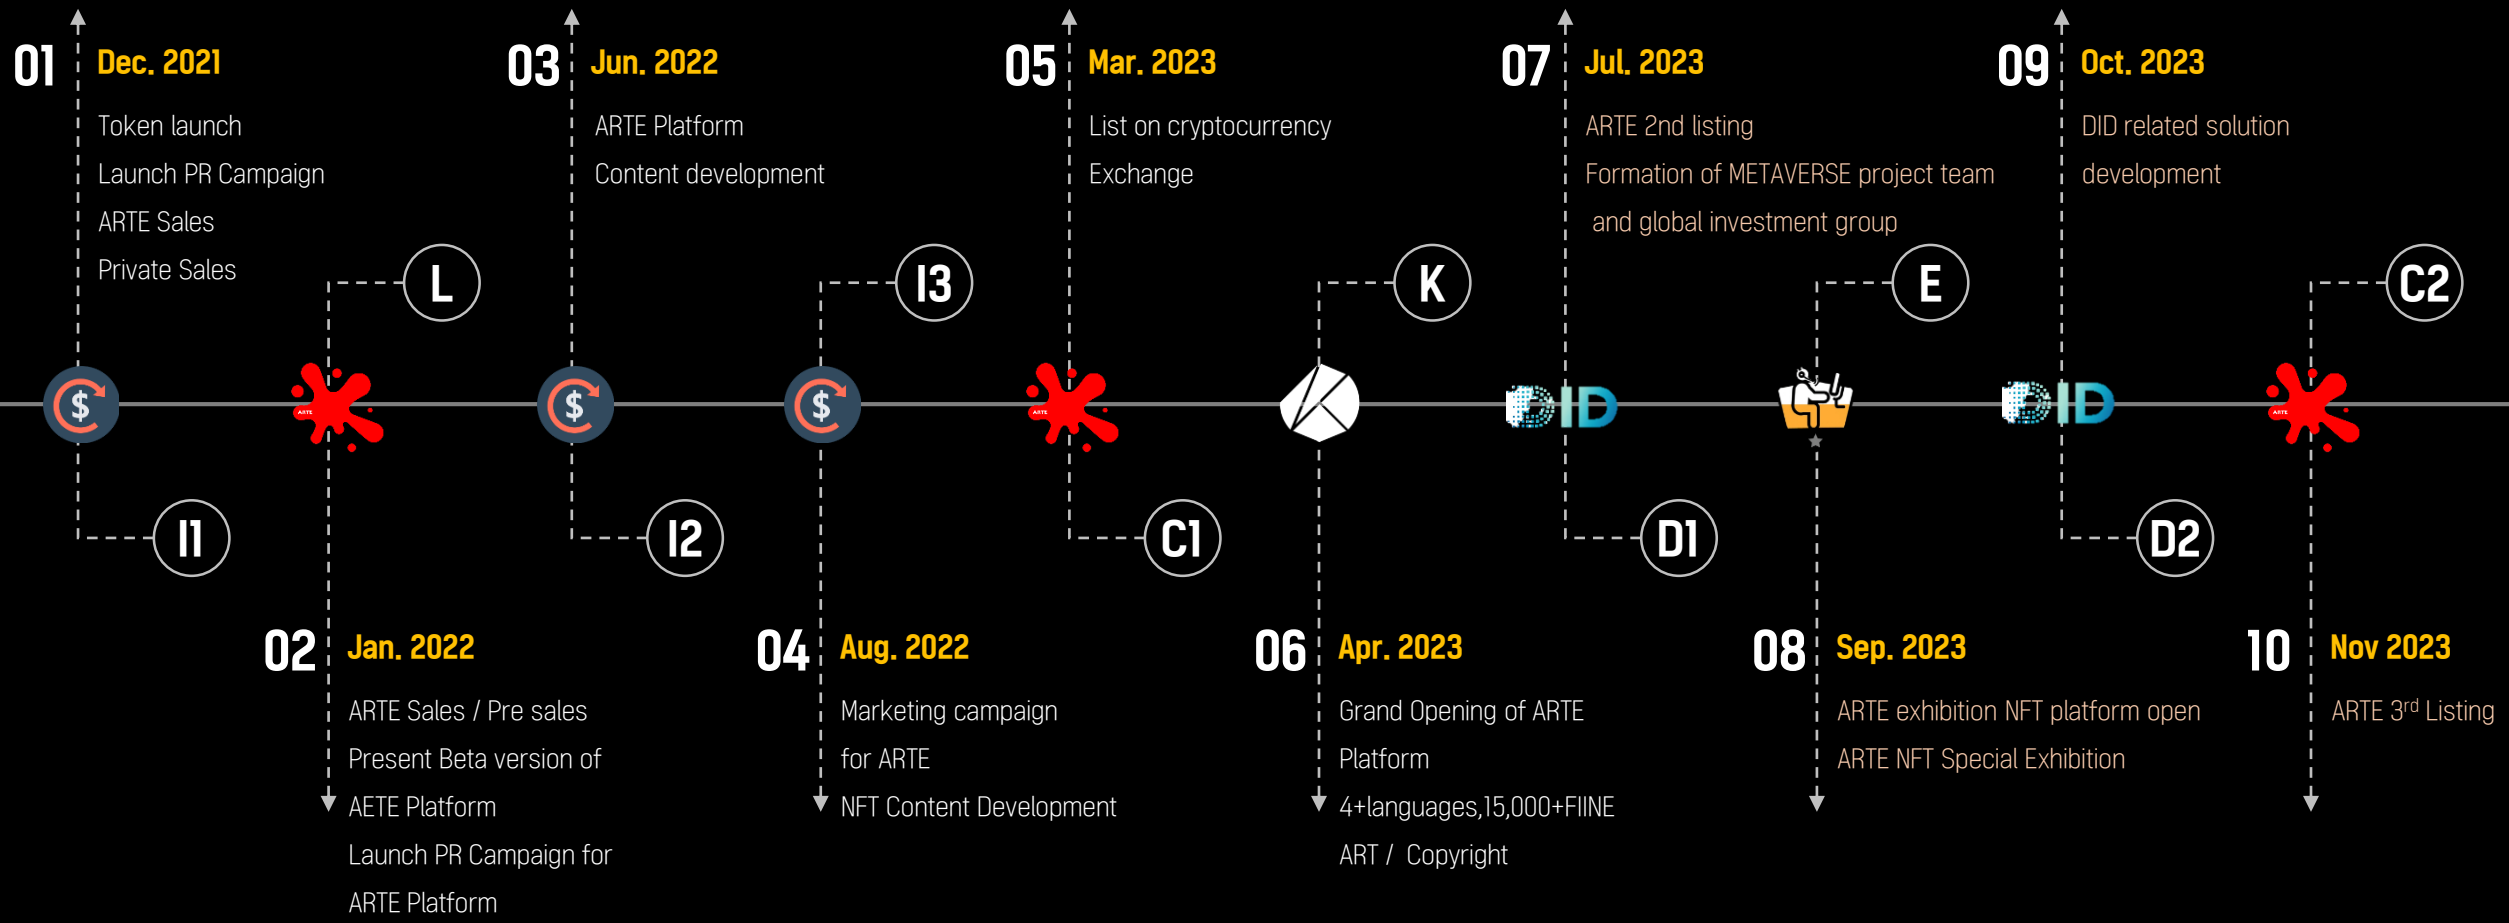 01
Dec. 2021
Token launch
Launch PR Campaign
ARTE Sales
Private Sales
I1
$
L
ARTE
02
Jan. 2022
ARTE Sales / Pre sales
Present Beta version of
AETE Platform
Launch PR Campaign for
ARTE Platform
03
Jun. 2022
ARTE Platform
Content development
$
I2
I3
$
04
Aug. 2022
Marketing campaign
for ARTE
NFT Content Development
05
Mar. 2023
List on cryptocurrency
Exchange
ARTE
C1
K
06
Apr. 2023
Grand Opening of ARTE
Platform
4+languages,15,000+FIINE
ART / Copyright
07
Jul. 2023
ARTE 2nd listing
Formation of METAVERSE project team
and global investment group
DID
D1
E
08
Sep. 2023
ARTE exhibition NFT platform open
ARTE NFT Special Exhibition
09
Oct. 2023
DID related solution
development
DID
D2
C2
ARTE
10
Nov 2023
ARTE 3rd Listing